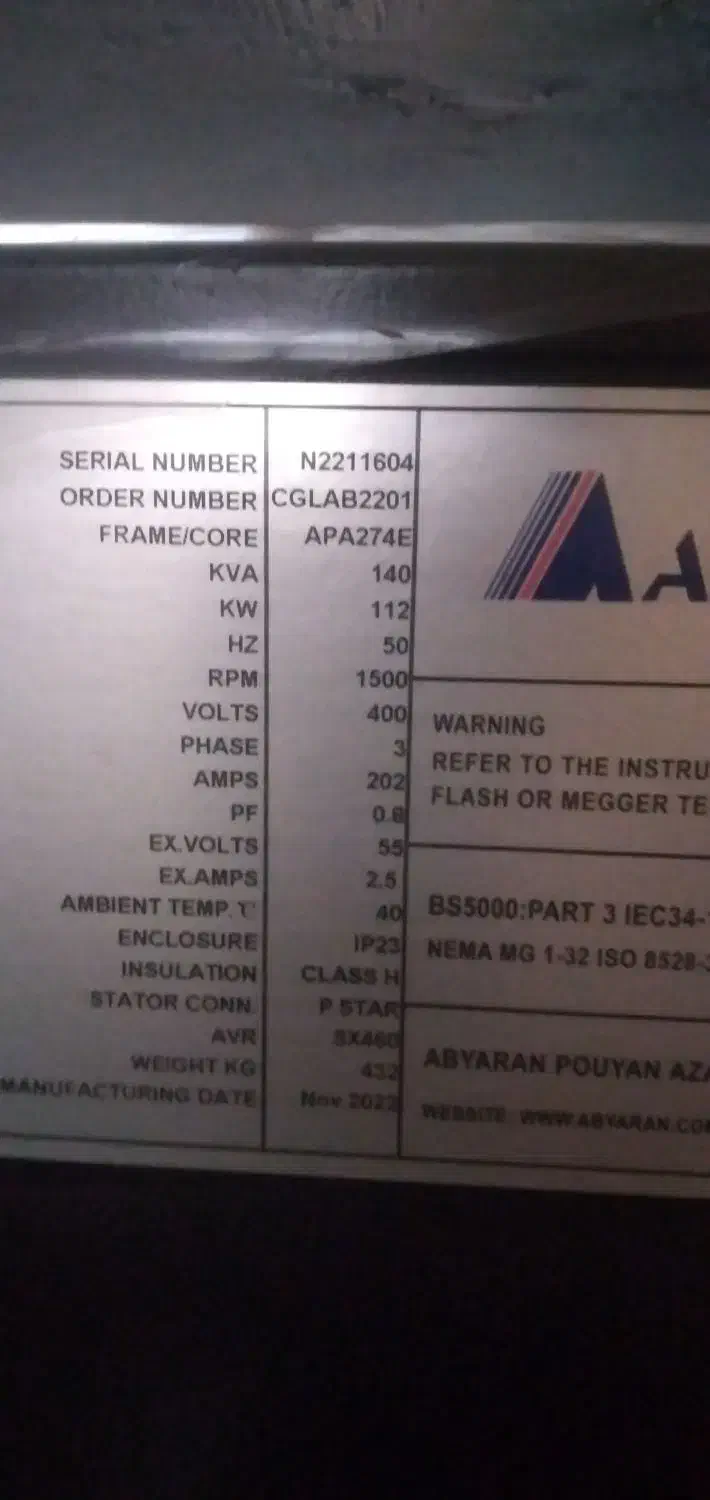 SERIAL NUMBER N2211604
ORDER NUMBER CGLAB2201
FRAME/CORE APA274E
KVA 140
KW 112
HZ 50
RPM 1500
VOLTS 400
PHASE 3
AMPS 202
PF 0.8
EX.VOLTS 55
EX.AMPS 2.5
AMBIENT TEMP. ℃ 40
ENCLOSURE IP23
INSULATION CLASS H
STATOR CONN. P STAR
AVR SX460
WEIGHT KG 432
MANUFACTURING DATE Nov 2022
A
WARNING
REFER TO THE INSTRU
FLASH OR MEGGER TE
BS5000:PART 3 IEC34-
NEMA MG 1-32 ISO 8528-3
ABYARAN POUYAN AZA
WEBSITE: WWW.ABYARAN.COM